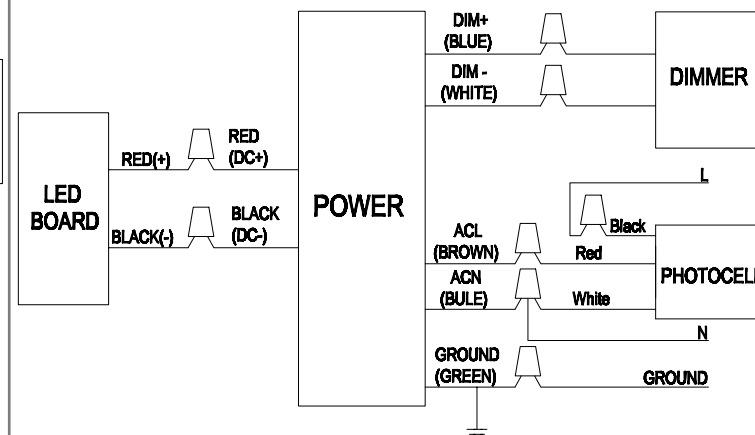 LED
BOARD
RED(+)
BLACK(-)
RED
(DC+)
BLACK
(DC-)
POWER
DIM+
(BLUE)
DIM -
(WHITE)
DIMMER
L
Black
ACL
(BROWN)
Red
ACN
(BULE)
White
PHOTOCELL
N
GROUND
(GREEN)
GROUND